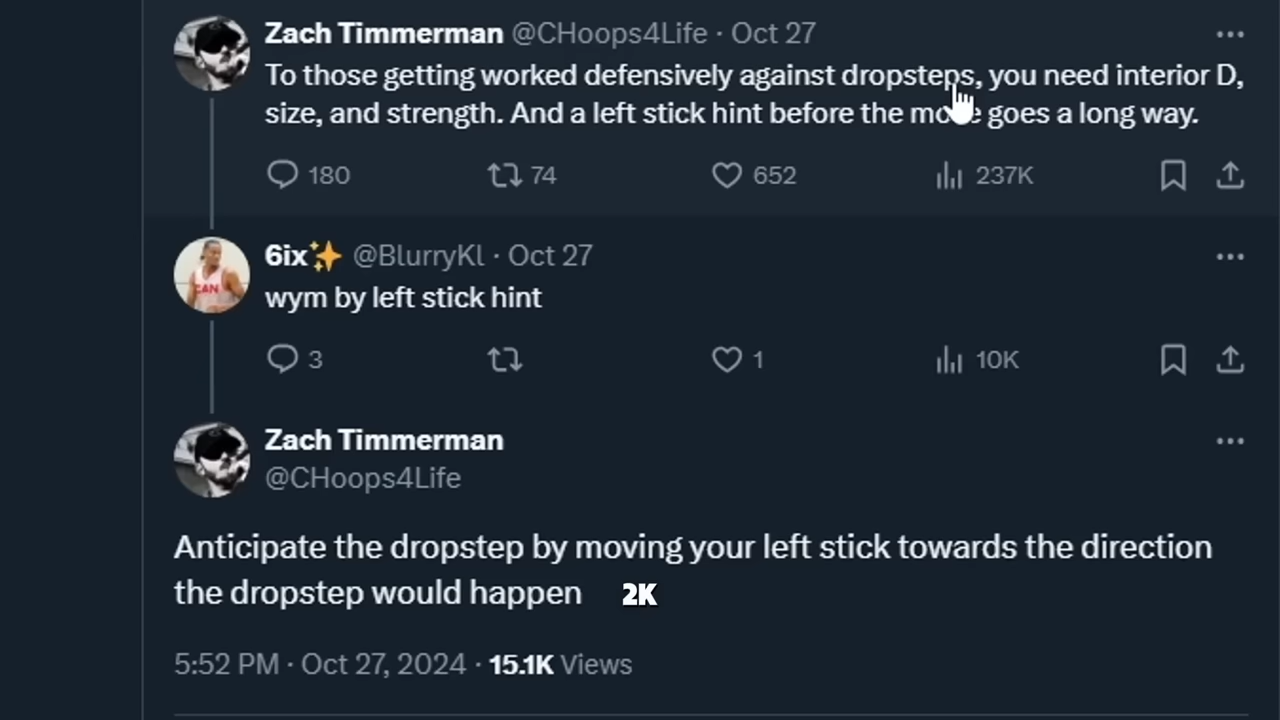 Zach Timmerman @CHoops4Life · Oct 27
To those getting worked defensively against dropsteps, you need interior D,
size, and strength. And a left stick hint before the move goes a long way.
180 74 652 237K
6ix✨ @BlurryKl · Oct 27
wym by left stick hint
3 1 10K
Zach Timmerman
@CHoops4Life
Anticipate the dropstep by moving your left stick towards the direction
the dropstep would happen 2K
5:52 PM · Oct 27, 2024 · 15.1K Views
CAN